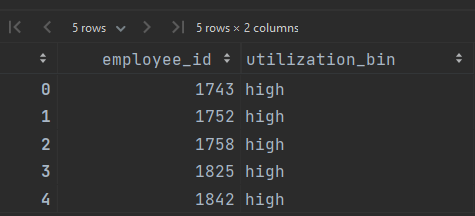 5 rows 5 rows × 2 columns
employee_id utilization_bin
0 1743 high
1 1752 high
2 1758 high
3 1825 high
4 1842 high